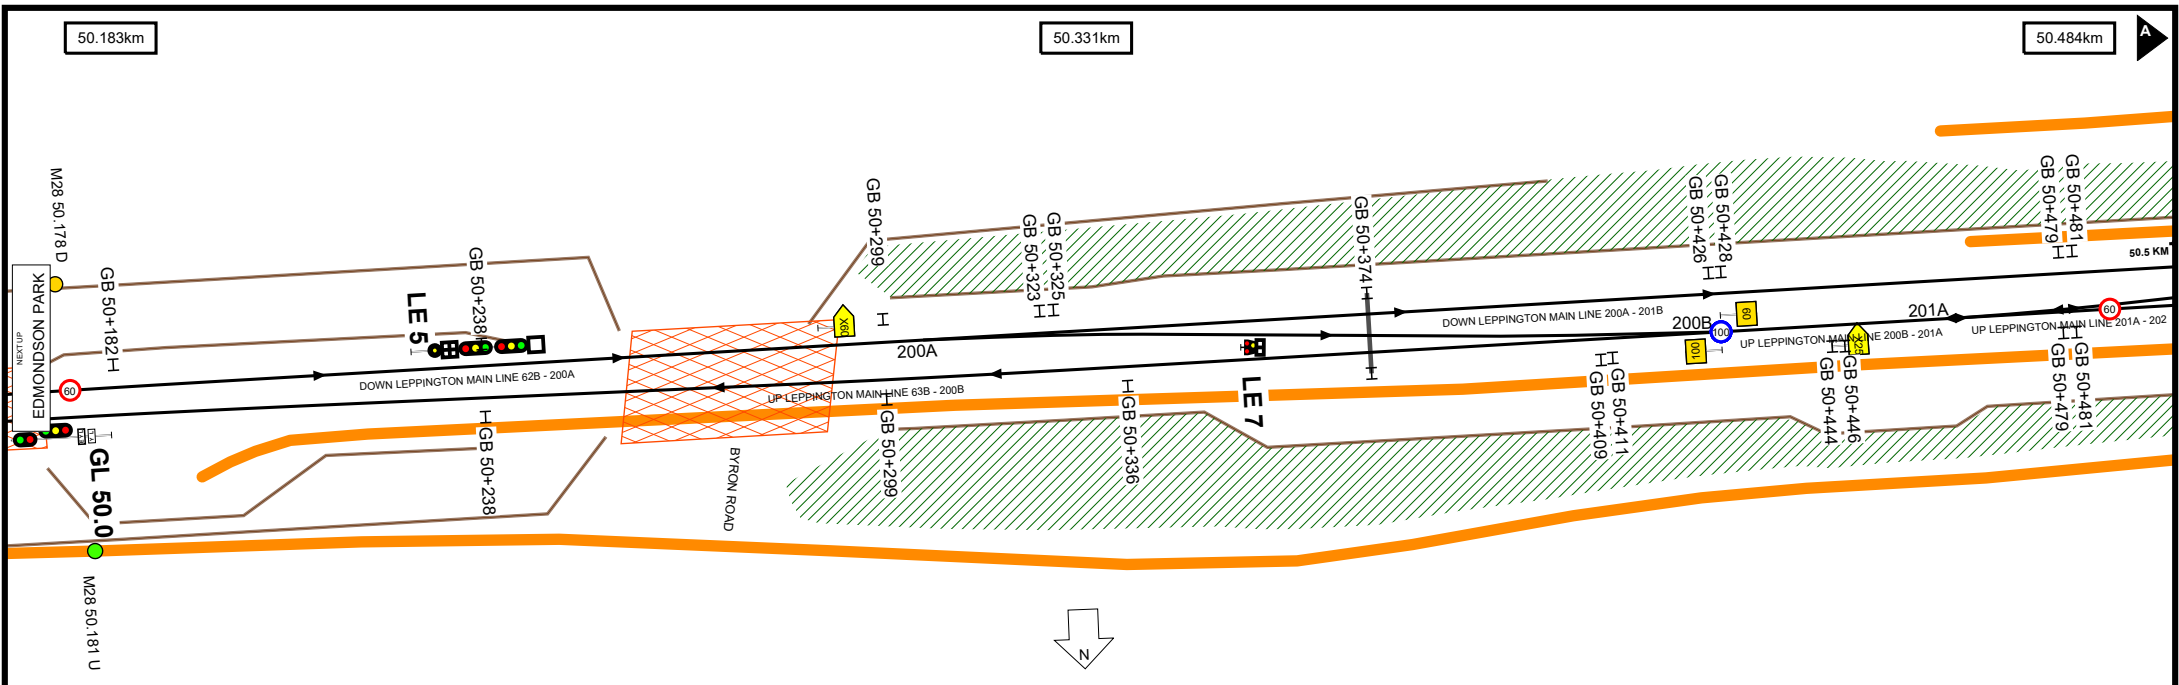 50.183km
50.331km
50.484km
A
M28 50.178 D
NEXT UP
EDMONDSON PARK
60
GB 50+182
LE 5
GB 50+238
DOWN LEPPINGTON MAIN LINE 62B - 200A
GL 50.0
M28 50.181 U
GB 50+238
BYRON ROAD
UP LEPPINGTON MAIN LINE 63B - 200B
X60
GB 50+299
GB 50+299
200A
GB 50+323
GB 50+325
GB 50+336
LE 7
GB 50+374
DOWN LEPPINGTON MAIN LINE 200A - 201B
GB 50+409
GB 50+411
GB 50+426
GB 50+428
200B
100
60
100
UP LEPPINGTON MAIN LINE 200B - 201A
X25
GB 50+444
GB 50+446
201A
UP LEPPINGTON MAIN LINE 201A - 202
GB 50+479
GB 50+481
60
50.5 KM
GB 50+479
GB 50+481
N